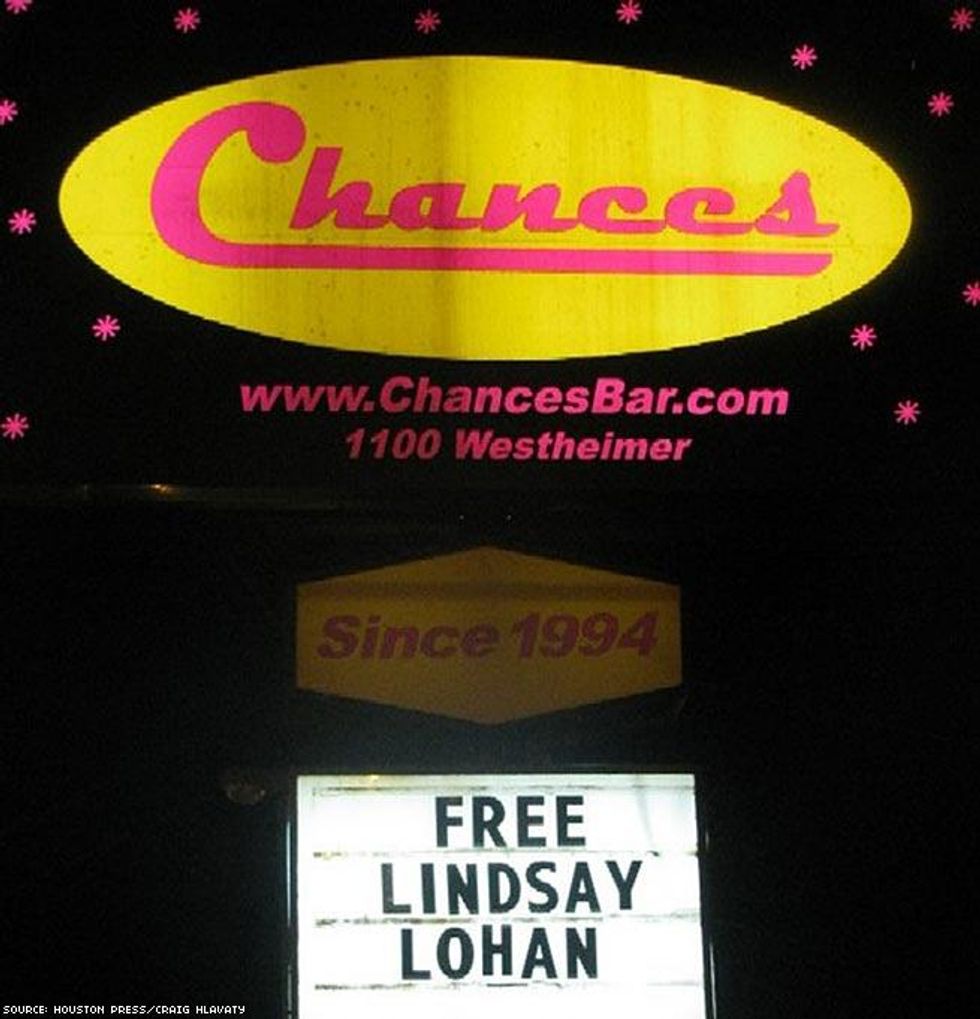 Chances
www.ChancesBar.com
1100 Westheimer
Since 1994
FREE
LINDSAY
LOHAN
SOURCE: HOUSTON PRESS/CRAIG HLAVATY